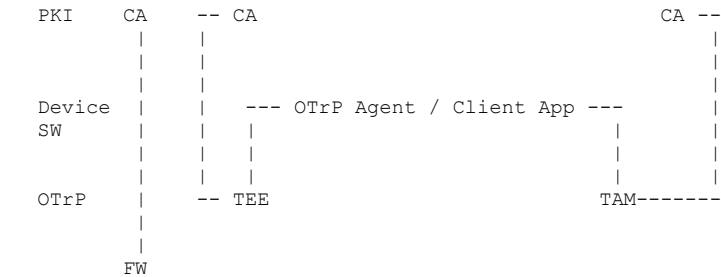 PKI    CA    -- CA                                 CA --
Device |     |   --- OTrP Agent / Client App ---       |
SW     |     |   |                             |       |
OTrP   |     -- TEE                           TAM-------
FW